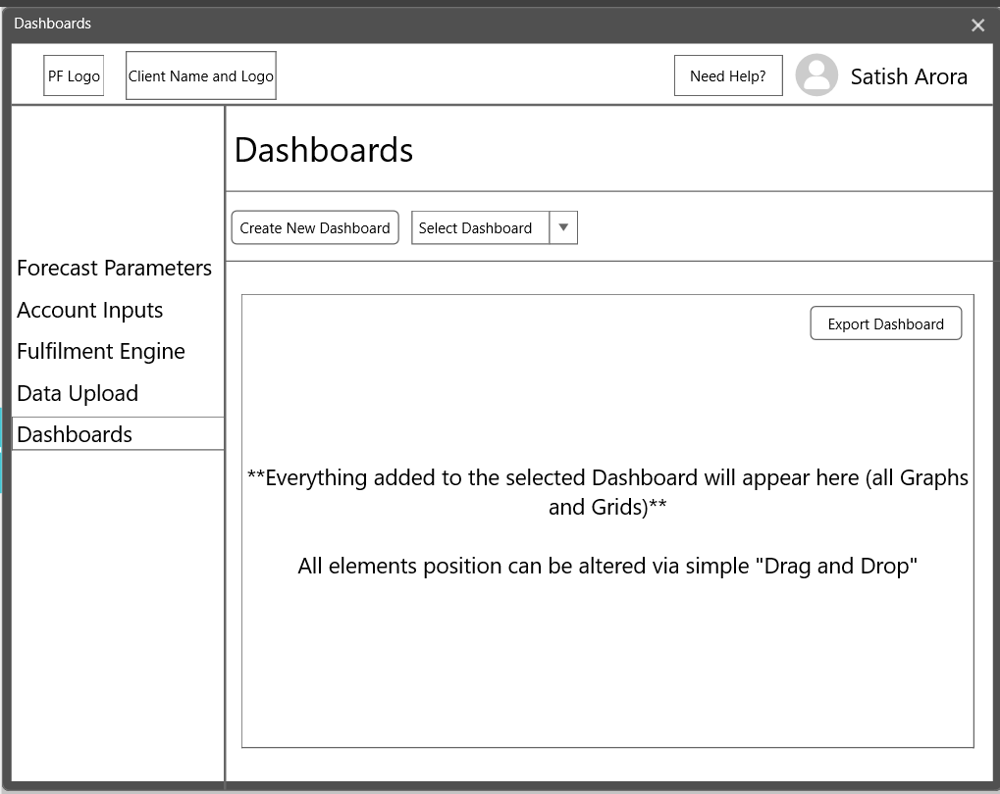 Dashboards
PF Logo
Client Name and Logo
Need Help?
Satish Arora
Dashboards
Create New Dashboard
Select Dashboard
Forecast Parameters
Account Inputs
Fulfilment Engine
Data Upload
Dashboards
Export Dashboard
**Everything added to the selected Dashboard will appear here (all Graphs
and Grids)**
All elements position can be altered via simple "Drag and Drop"